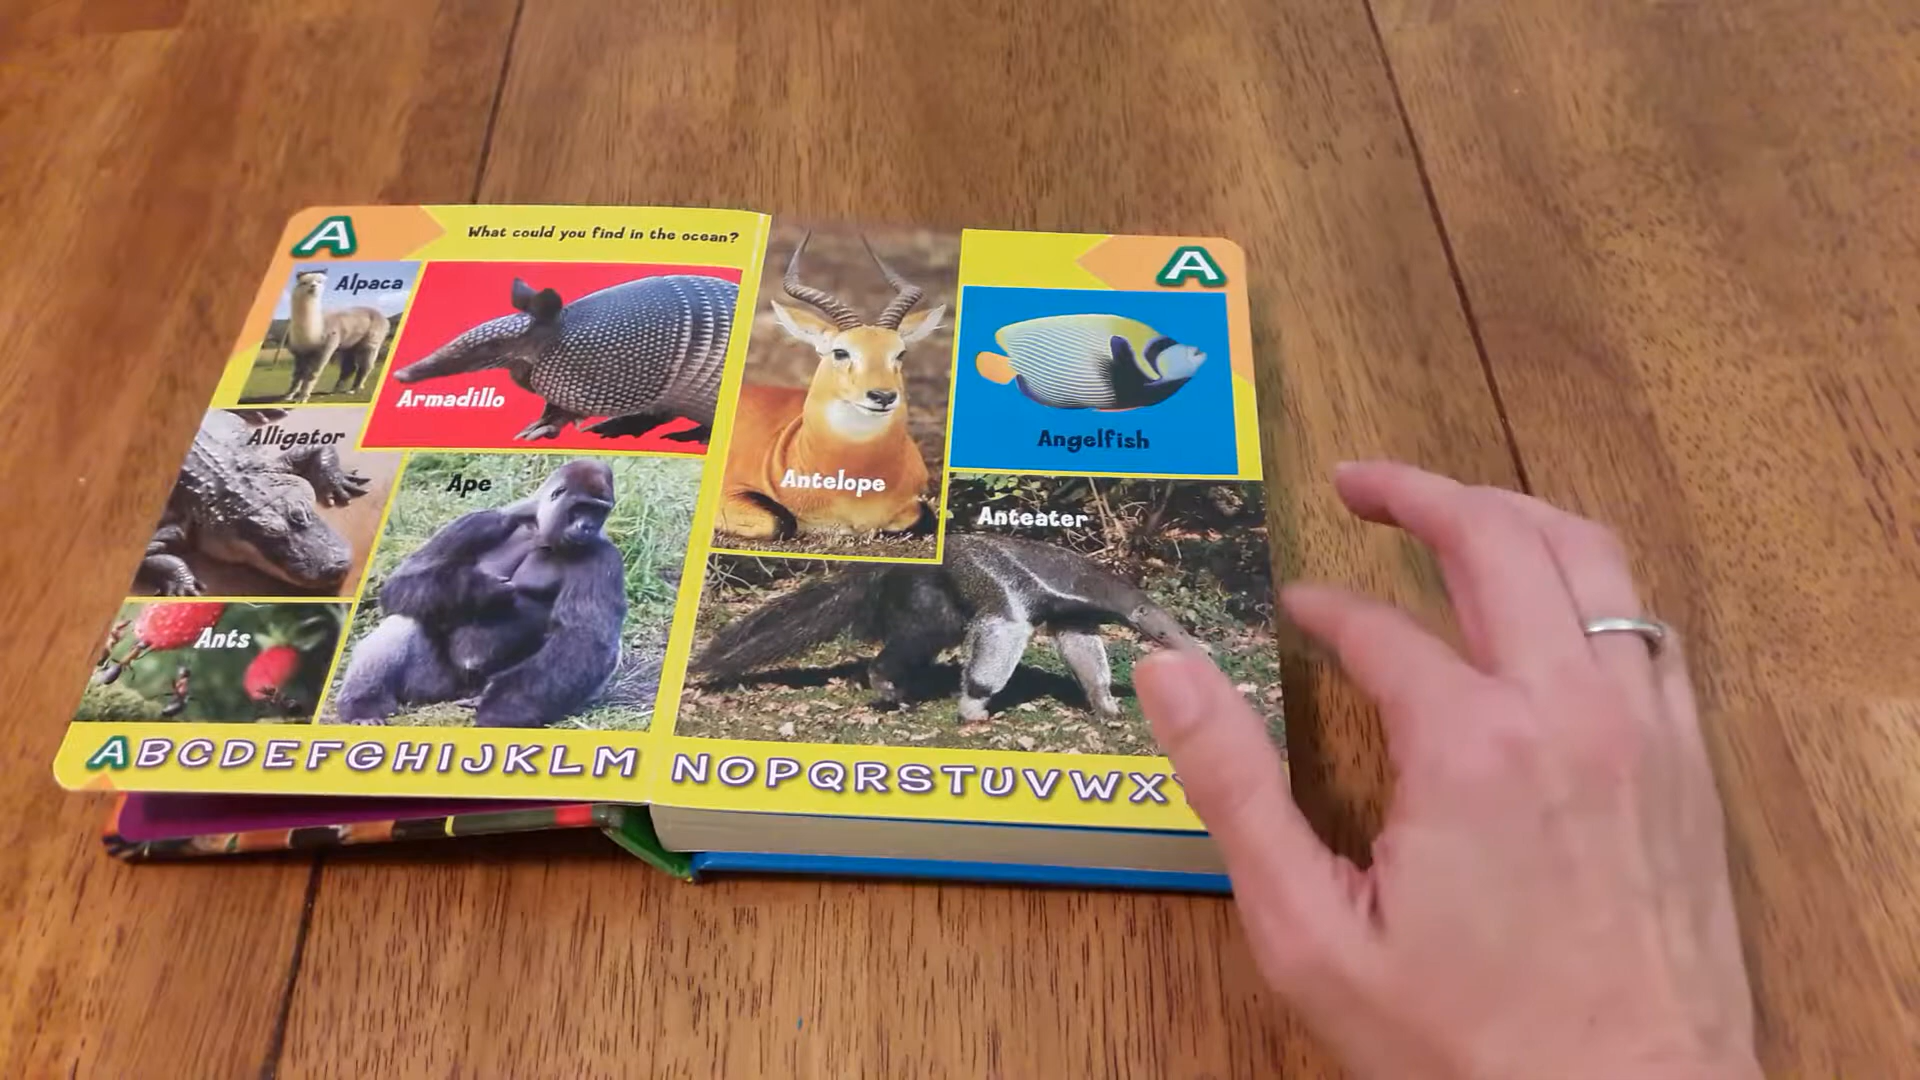 A
What could you find in the ocean?
Alpaca
Armadillo
Alligator
Ape
Ants
ABCDEFGHIJKLM
A
Antelope
Angelfish
Anteater
NOPQRSTUVWX